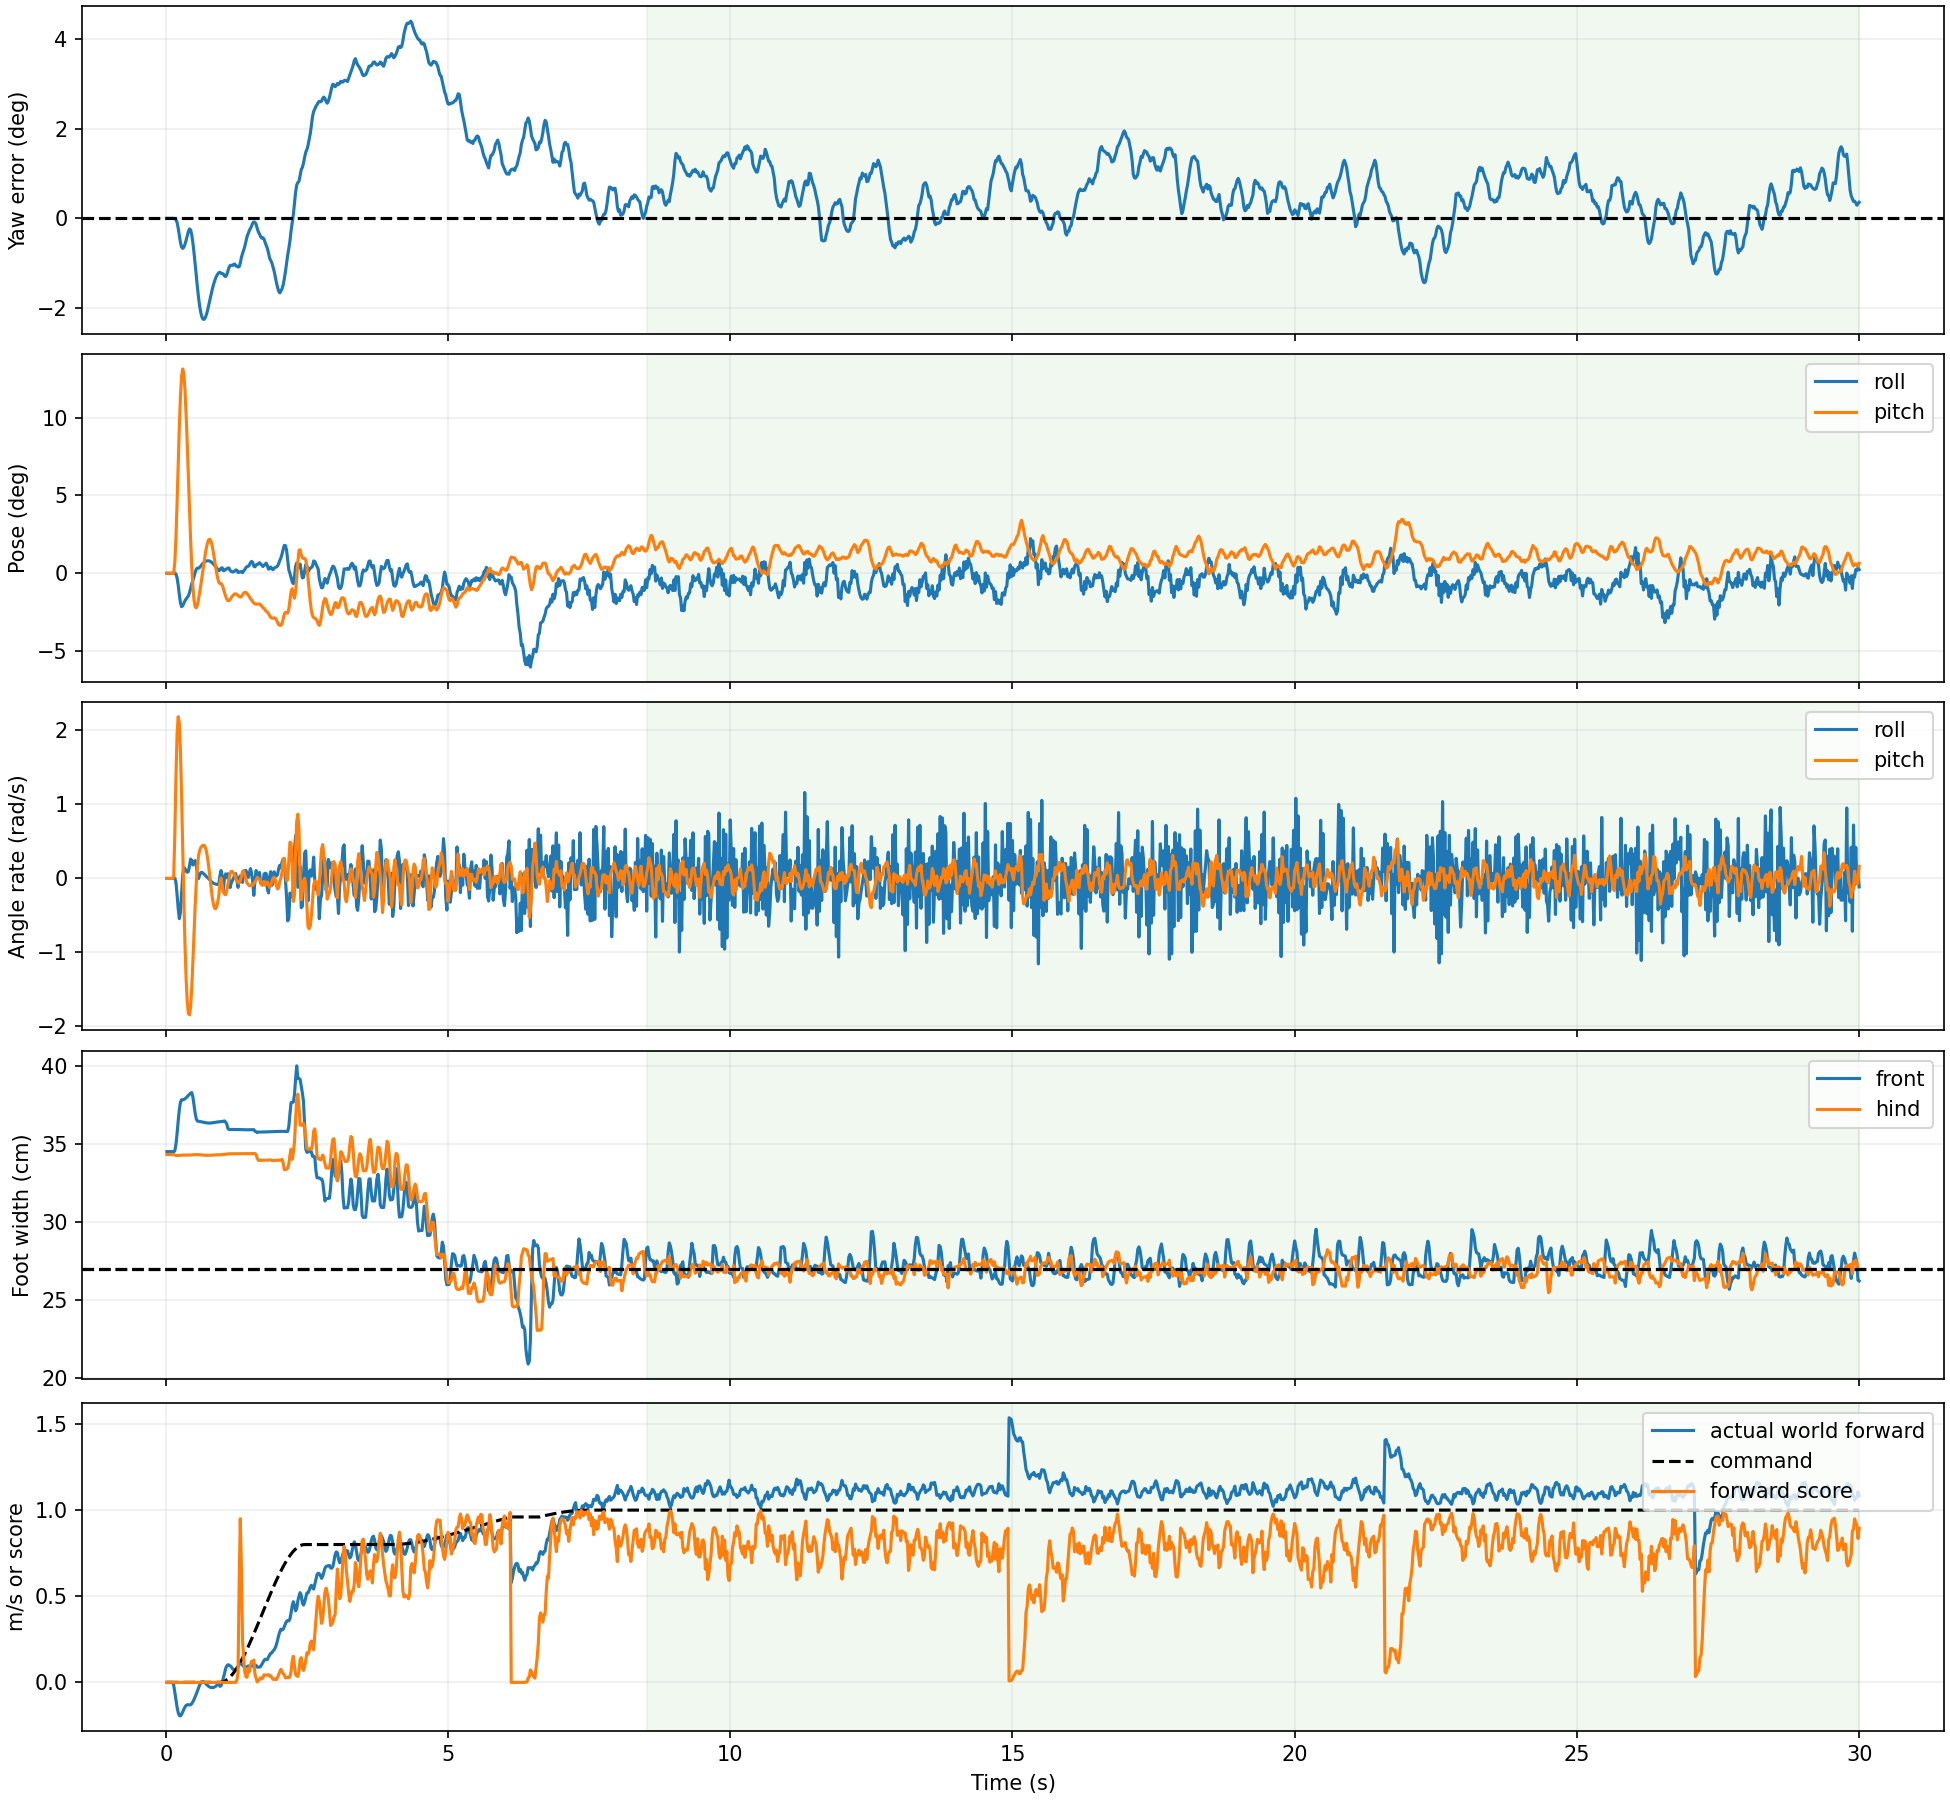 Yaw error (deg)
4
2
0
−2
Pose (deg)
10
5
0
−5
roll
pitch
Angle rate (rad/s)
2
1
0
−1
−2
roll
pitch
Foot width (cm)
40
35
30
25
20
front
hind
m/s or score
1.5
1.0
0.5
0.0
actual world forward
command
forward score
0
5
10
15
20
25
30
Time (s)